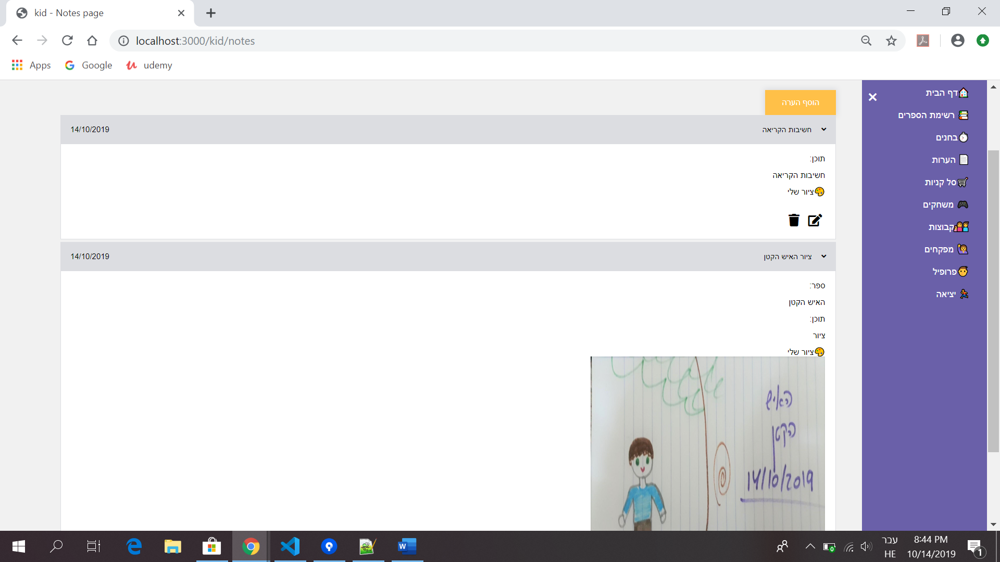 kid - Notes page
localhost:3000/kid/notes
Apps
Google
udemy
דף הבית
רשימת הספרים
בחנים
הערות
סל קניות
משחקים
קבוצות
מפקחים
פרופיל
יציאה
הוסף הערה
חשיבות הקריאה
14/10/2019
תוכן:
חשיבות הקריאה
ציור שלי
ציור האיש הקטן
14/10/2019
ספר:
האיש הקטן
תוכן:
ציור
ציור שלי
האיש
הקטן
14/10/2019
עבר
HE
8:44 PM
10/14/2019
1